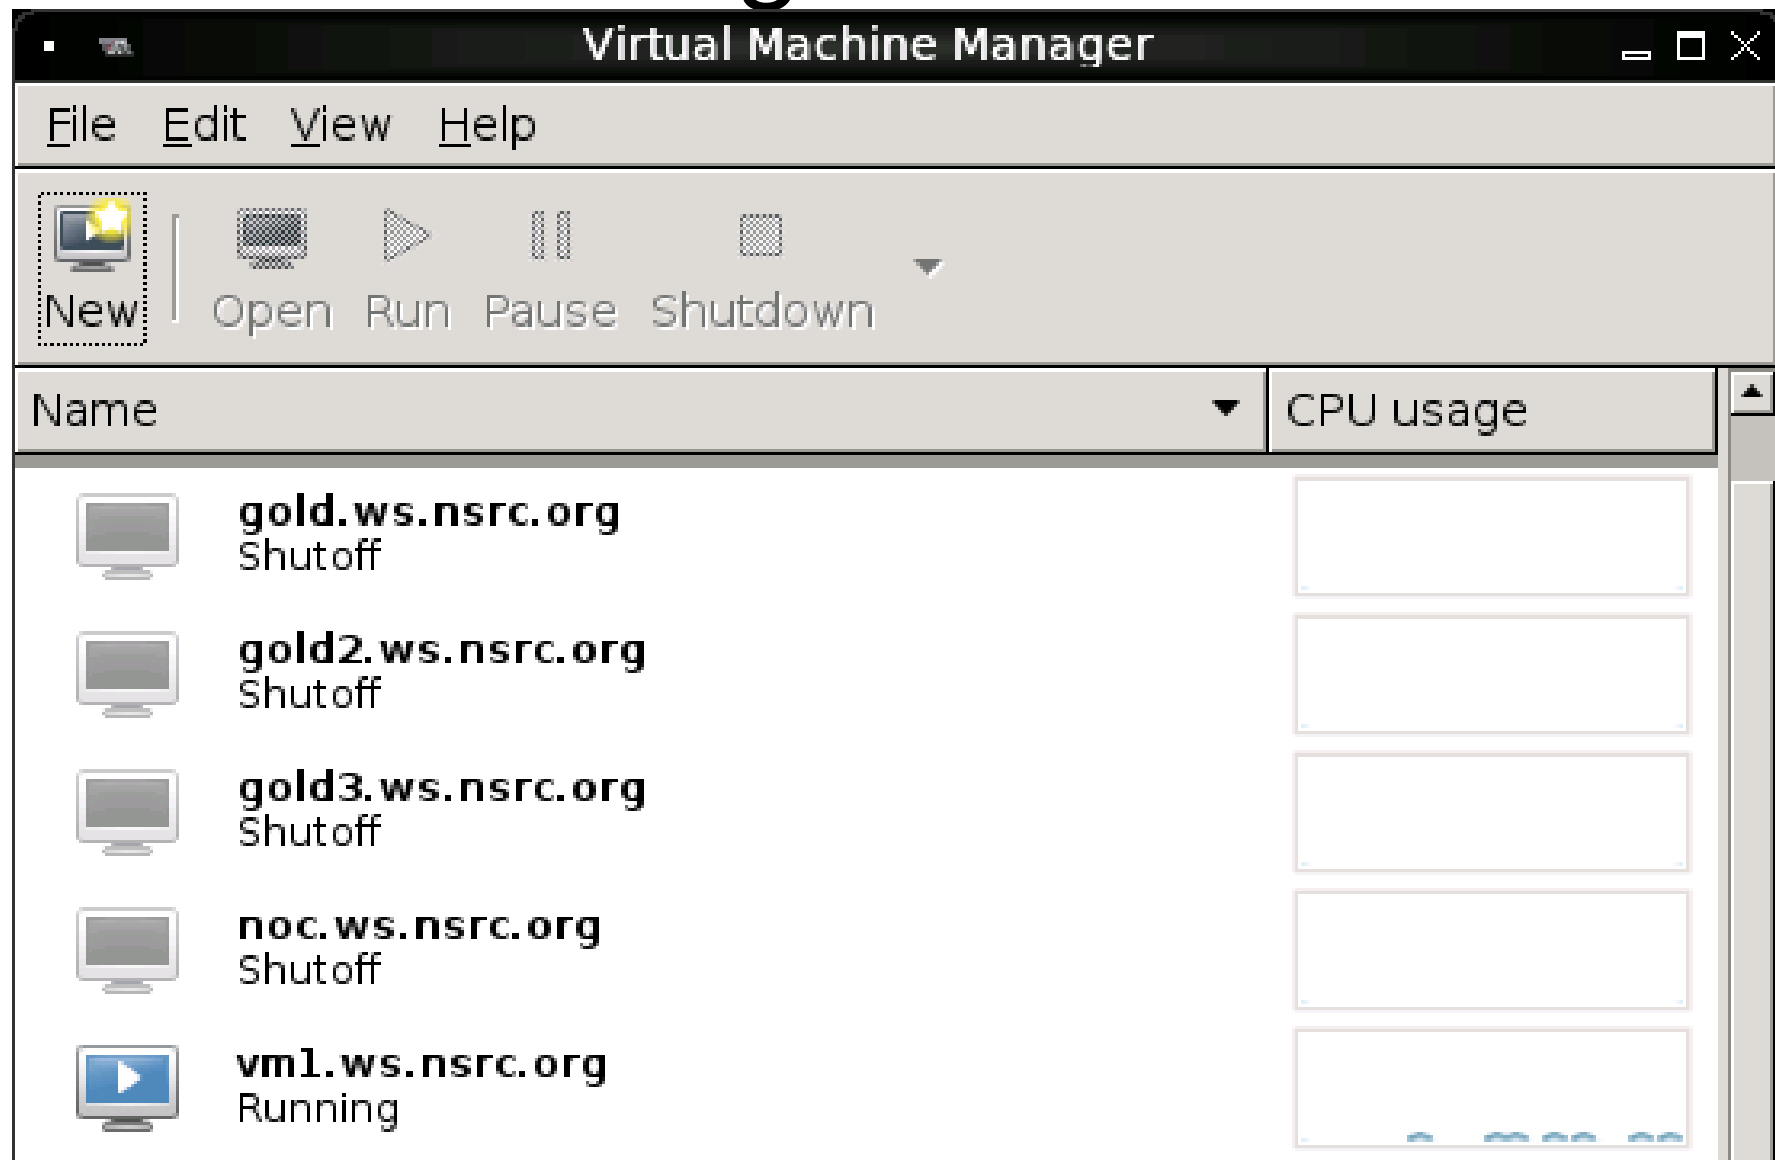 Virtual Machine Manager
File Edit View Help
New Open Run Pause Shutdown
Name CPU usage
gold.ws.nsrc.org
Shutoff
gold2.ws.nsrc.org
Shutoff
gold3.ws.nsrc.org
Shutoff
noc.ws.nsrc.org
Shutoff
vm1.ws.nsrc.org
Running